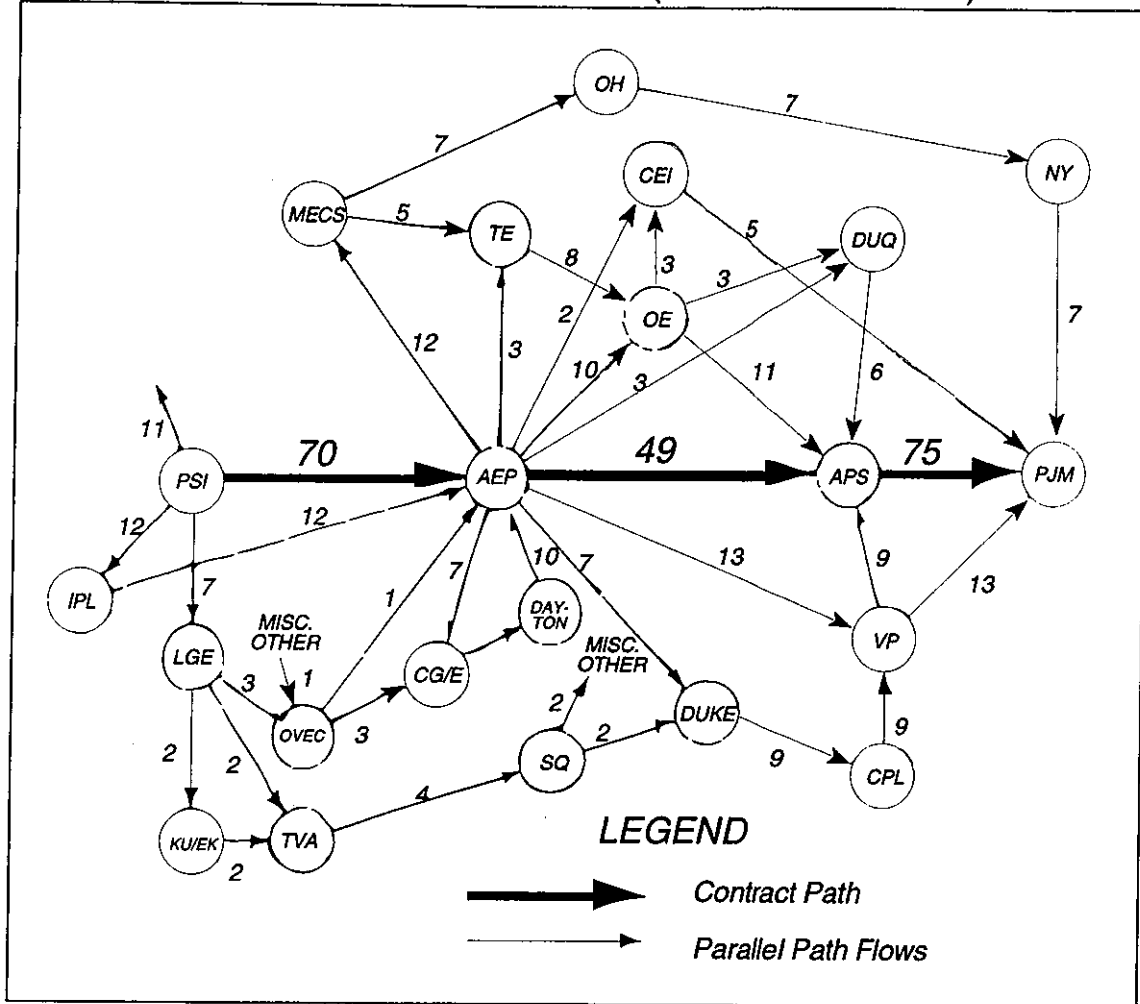 OH
7
7
CEI
NY
MECS
5
TE
5
DUQ
8
3
3
OE
2
12
3
10
3
11
6
7
11
70
49
75
PSI
AEP
APS
PJM
12
12
13
9
13
7
10
7
IPL
7
1
DAY-
TON
MISC.
OTHER
MISC.
OTHER
VP
LGE
3
1
CG/E
2
2
OVEC
3
2
2
DUKE
9
9
SQ
CPL
4
KU/EK
2
TVA
LEGEND
Contract Path
Parallel Path Flows